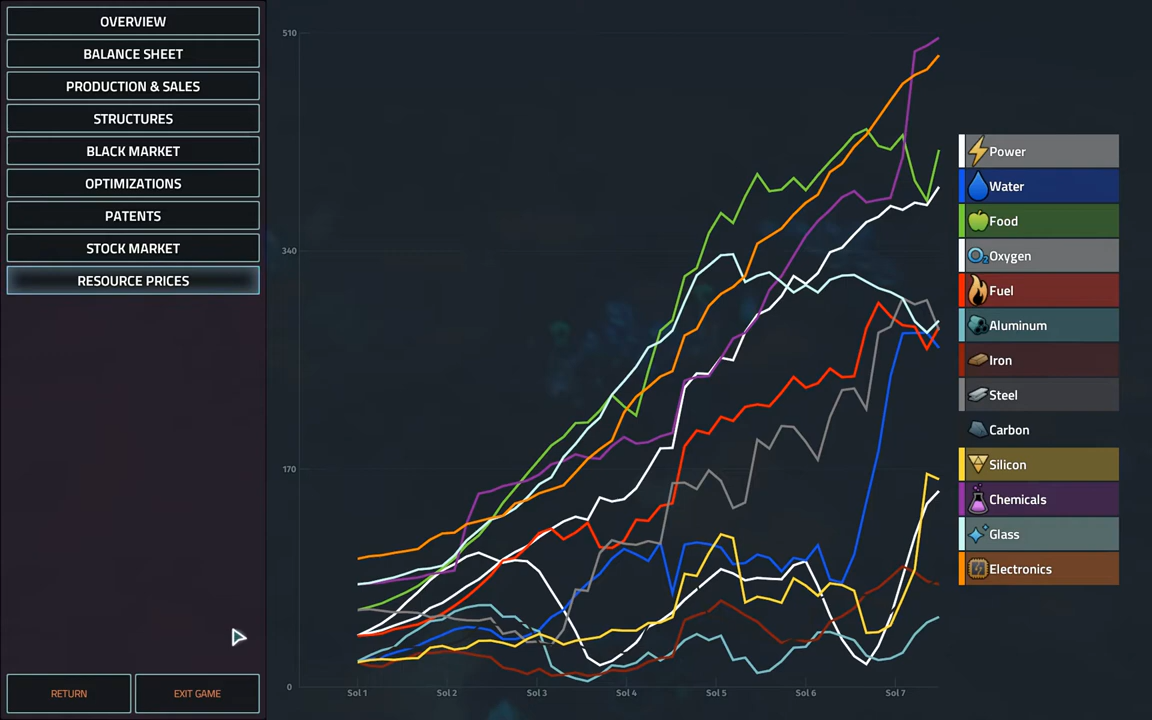 OVERVIEW
BALANCE SHEET
PRODUCTION & SALES
STRUCTURES
BLACK MARKET
OPTIMIZATIONS
PATENTS
STOCK MARKET
RESOURCE PRICES
RETURN
EXIT GAME
510
340
170
0
Sol 1
Sol 2
Sol 3
Sol 4
Sol 5
Sol 6
Sol 7
Power
Water
Food
O2 Oxygen
Fuel
Aluminum
Iron
Steel
Carbon
Silicon
Chemicals
Glass
Electronics